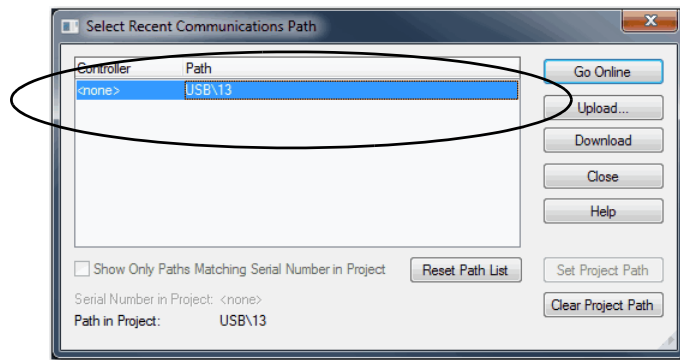 Select Recent Communications Path
Controller Path
<none> USB\13
Go Online
Upload...
Download
Close
Help
Show Only Paths Matching Serial Number in Project
Reset Path List
Set Project Path
Serial Number in Project: <none>
Clear Project Path
Path in Project: USB\13